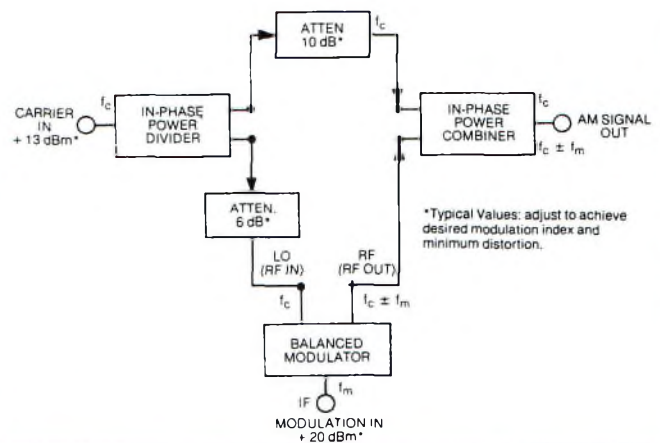 ATTEN
10 dB*
fc
fc
CARRIER
IN
+ 13 dBm*
fc
IN-PHASE
POWER
DIVIDER
IN-PHASE
POWER
COMBINER
fc
AM SIGNAL
OUT
fc ± fm
ATTEN.
6 dB*
*Typical Values: adjust to achieve
desired modulation index and
minimum distortion.
LO
(RF IN)
fc
RF
(RF OUT)
fc ± fm
BALANCED
MODULATOR
fm
IF
MODULATION IN
+ 20 dBm*